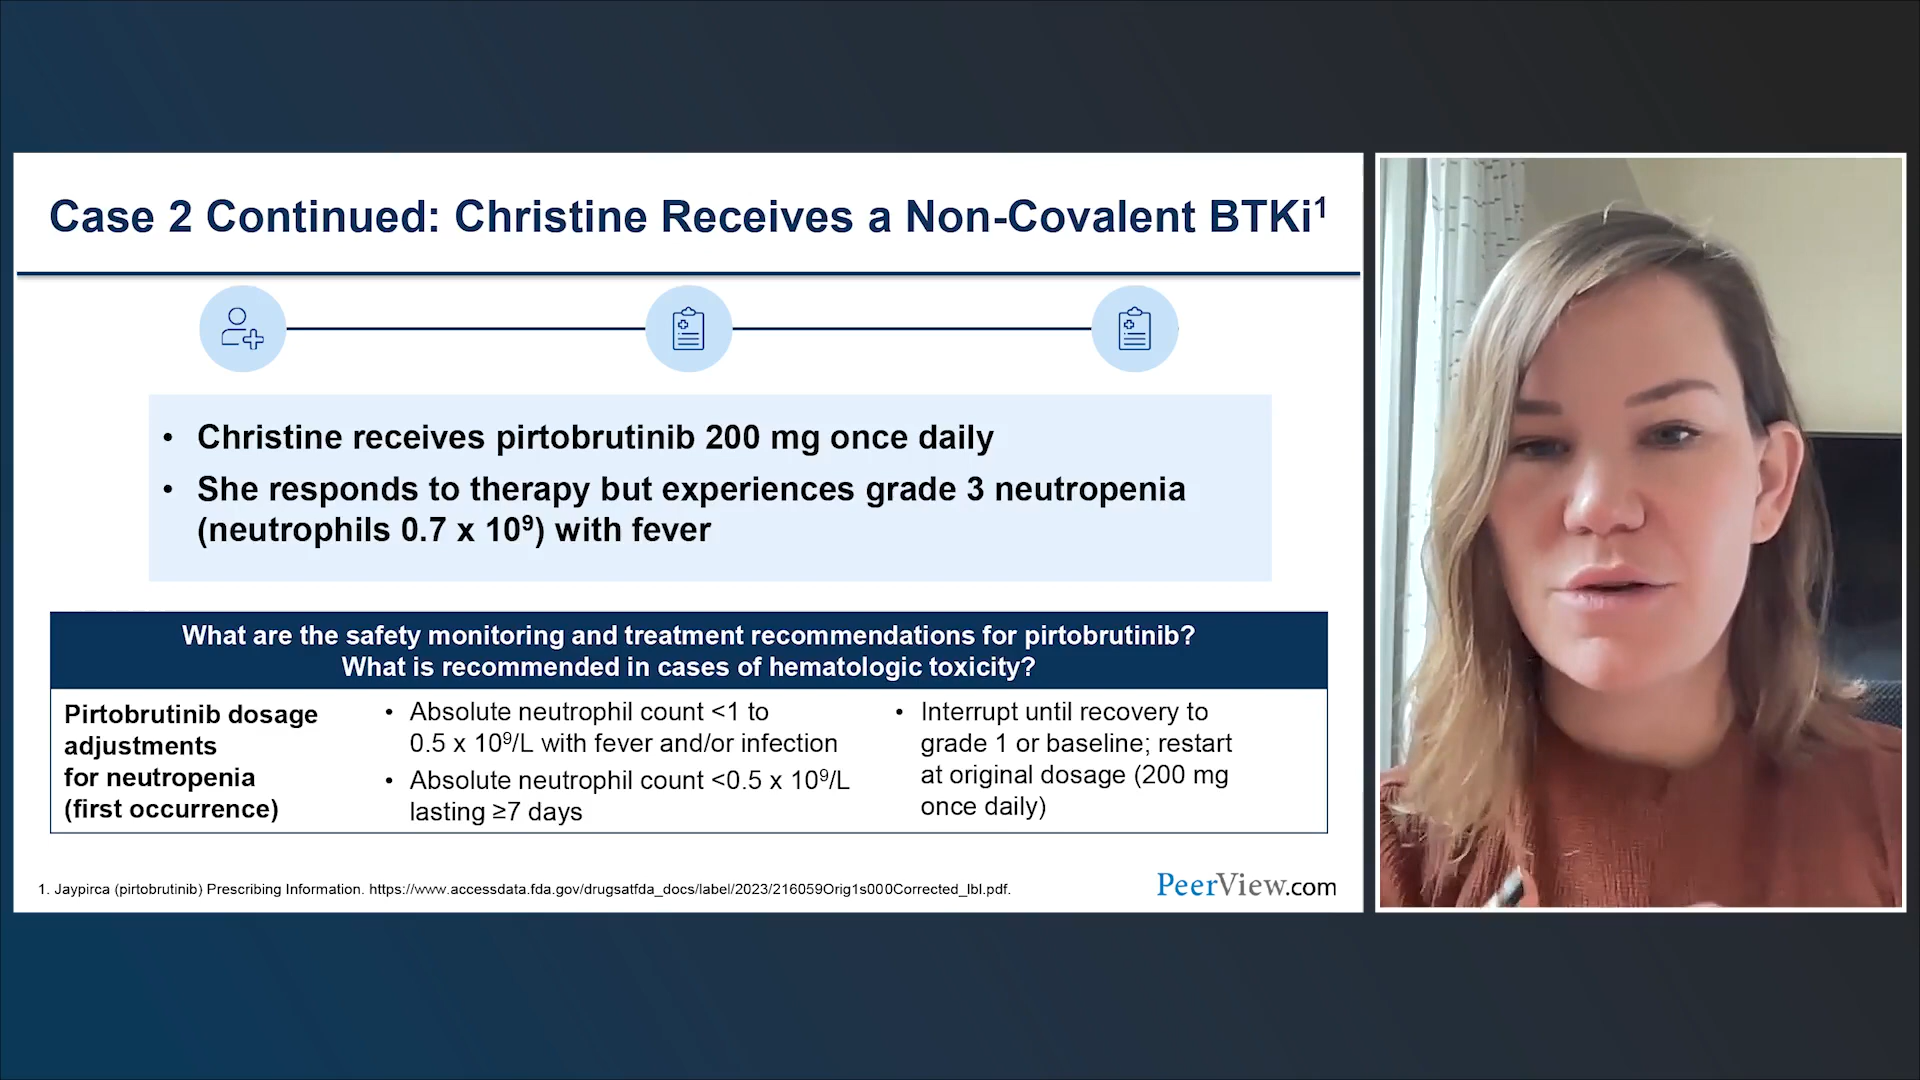 Case 2 Continued: Christine Receives a Non-Covalent BTKi¹
• Christine receives pirtobrutinib 200 mg once daily
• She responds to therapy but experiences grade 3 neutropenia
(neutrophils 0.7 x 10⁹) with fever
What are the safety monitoring and treatment recommendations for pirtobrutinib?
What is recommended in cases of hematologic toxicity?
Pirtobrutinib dosage
adjustments
for neutropenia
(first occurrence)
• Absolute neutrophil count <1 to
0.5 x 10⁹/L with fever and/or infection
• Absolute neutrophil count <0.5 x 10⁹/L
lasting ≥7 days
• Interrupt until recovery to
grade 1 or baseline; restart
at original dosage (200 mg
once daily)
1. Jaypirca (pirtobrutinib) Prescribing Information. https://www.accessdata.fda.gov/drugsatfda_docs/label/2023/216059Orig1s000Corrected_lbl.pdf.
PeerView.com